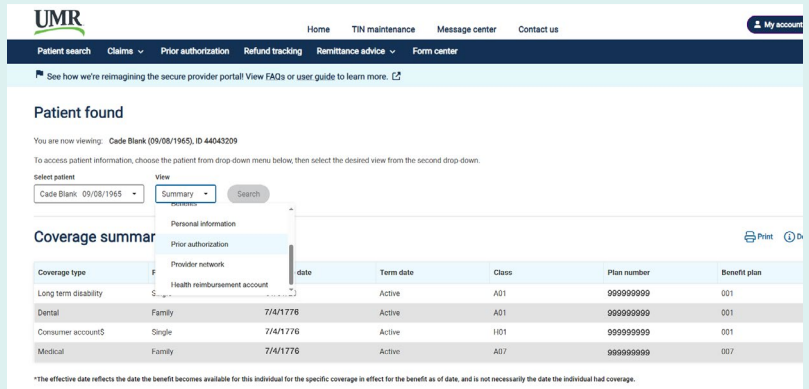 UMR
Home TIN maintenance Message center Contact us My account
Patient search Claims Prior authorization Refund tracking Remittance advice Form center
See how we're reimagining the secure provider portal! View FAQs or user guide to learn more.
Patient found
You are now viewing: Cade Blank (09/08/1965), ID 44043209
To access patient information, choose the patient from drop-down menu below, then select the desired view from the second drop-down.
Select patient View
Cade Blank 09/08/1965 Summary Search
Benefits
Personal information
Prior authorization
Provider network
Health reimbursement account
Coverage summar
Print
Coverage type date Term date Class Plan number Benefit plan
Long term disability Active A01 999999999 001
Dental Family 7/4/1776 Active A01 999999999 001
Consumer account$ Single 7/4/1776 Active H01 999999999 001
Medical Family 7/4/1776 Active A07 999999999 007
*The effective date reflects the date the benefit becomes available for this individual for the specific coverage in effect for the benefit as of date, and is not necessarily the date the individual had coverage.